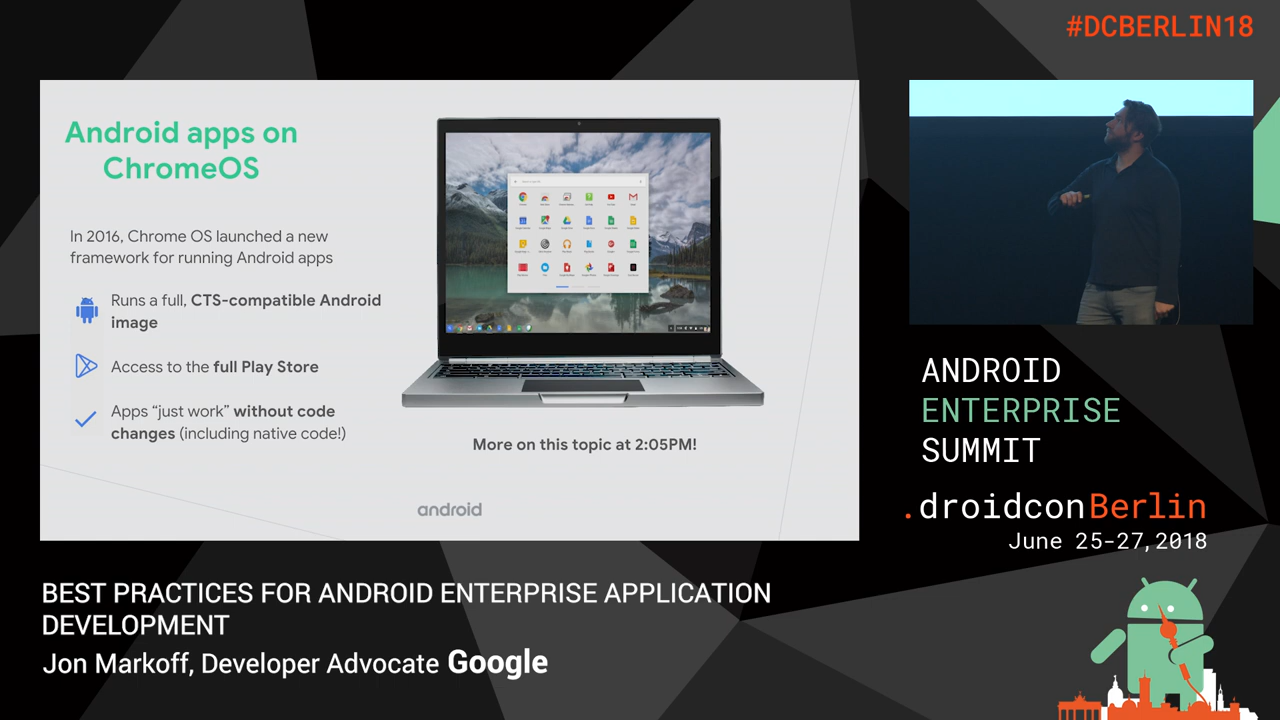 #DCBERLIN18
Android apps on
ChromeOS
In 2016, Chrome OS launched a new
framework for running Android apps
Runs a full, CTS-compatible Android
image
Access to the full Play Store
Apps “just work” without code
changes (including native code!)
More on this topic at 2:05PM!
android
ANDROID
ENTERPRISE
SUMMIT
.droidconBerlin
June 25-27, 2018
BEST PRACTICES FOR ANDROID ENTERPRISE APPLICATION
DEVELOPMENT
Jon Markoff, Developer Advocate Google